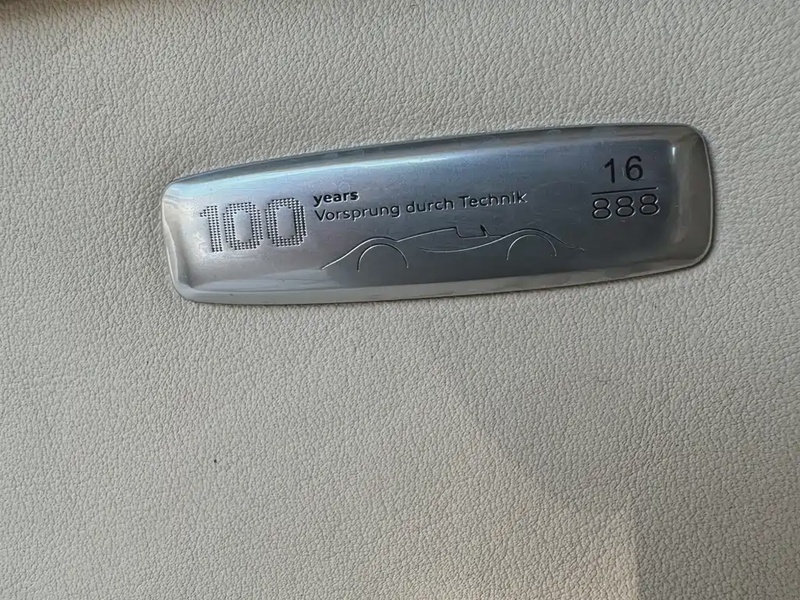 100 years
Vorsprung durch Technik
16
888